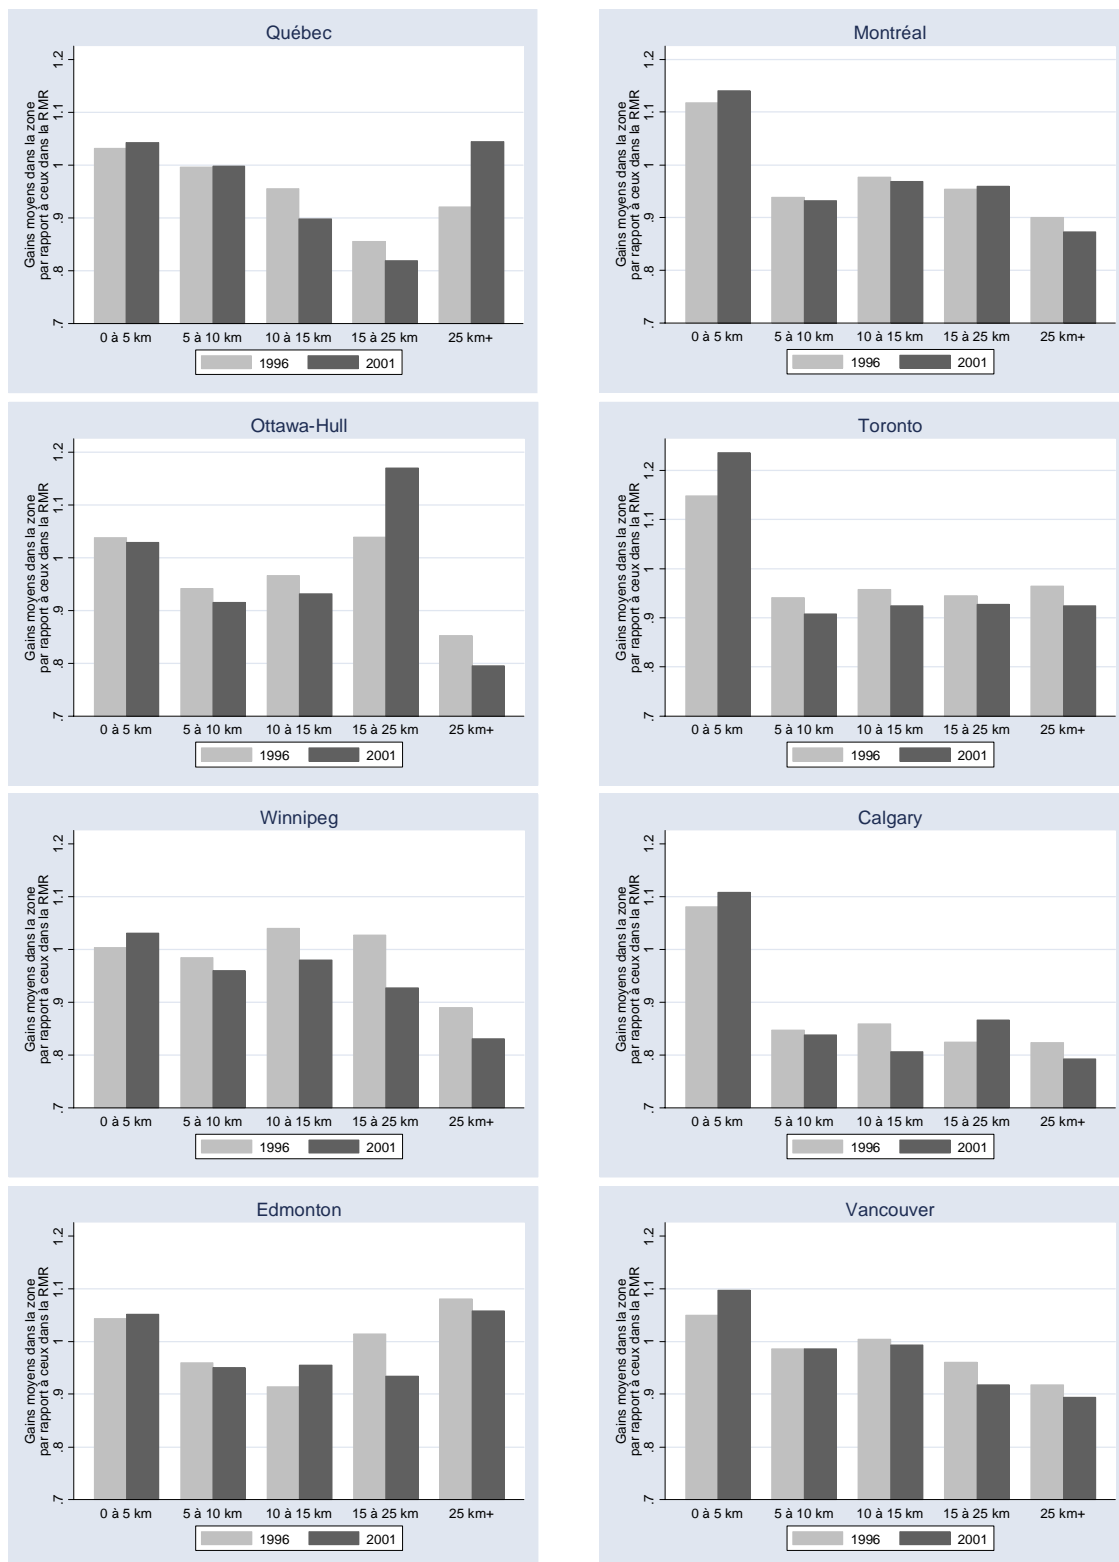 Québec
Gains moyens dans la zone
par rapport à ceux dans la RMR
1.2
1.1
1
.9
.8
.7
0 à 5 km 5 à 10 km 10 à 15 km 15 à 25 km 25 km+
1996 2001
Montréal
Gains moyens dans la zone
par rapport à ceux dans la RMR
1.2
1.1
1
.9
.8
.7
0 à 5 km 5 à 10 km 10 à 15 km 15 à 25 km 25 km+
1996 2001
Ottawa-Hull
Gains moyens dans la zone
par rapport à ceux dans la RMR
1.2
1.1
1
.9
.8
.7
0 à 5 km 5 à 10 km 10 à 15 km 15 à 25 km 25 km+
1996 2001
Toronto
Gains moyens dans la zone
par rapport à ceux dans la RMR
1.2
1.1
1
.9
.8
.7
0 à 5 km 5 à 10 km 10 à 15 km 15 à 25 km 25 km+
1996 2001
Winnipeg
Gains moyens dans la zone
par rapport à ceux dans la RMR
1.2
1.1
1
.9
.8
.7
0 à 5 km 5 à 10 km 10 à 15 km 15 à 25 km 25 km+
1996 2001
Calgary
Gains moyens dans la zone
par rapport à ceux dans la RMR
1.2
1.1
1
.9
.8
.7
0 à 5 km 5 à 10 km 10 à 15 km 15 à 25 km 25 km+
1996 2001
Edmonton
Gains moyens dans la zone
par rapport à ceux dans la RMR
1.2
1.1
1
.9
.8
.7
0 à 5 km 5 à 10 km 10 à 15 km 15 à 25 km 25 km+
1996 2001
Vancouver
Gains moyens dans la zone
par rapport à ceux dans la RMR
1.2
1.1
1
.9
.8
.7
0 à 5 km 5 à 10 km 10 à 15 km 15 à 25 km 25 km+
1996 2001